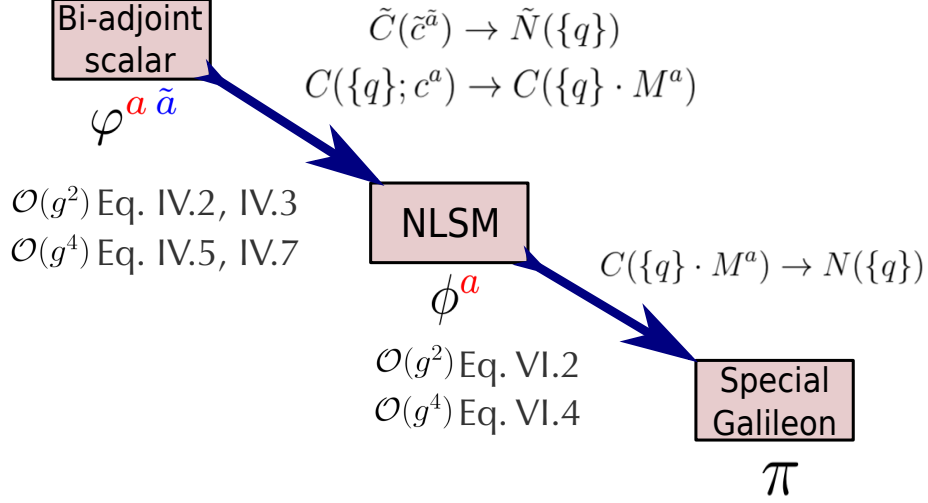 Bi-adjoint
scalar
φ^{a ã}
C̃(c̃^ã) → Ñ({q})
C({q}; c^a) → C({q} · M^a)
𝒪(g²) Eq. IV.2, IV.3
𝒪(g⁴) Eq. IV.5, IV.7
NLSM
ϕ^a
C({q} · M^a) → N({q})
𝒪(g²) Eq. VI.2
𝒪(g⁴) Eq. VI.4
Special
Galileon
π